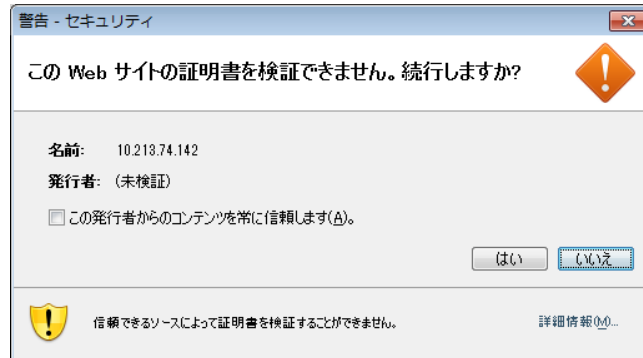 警告 - セキュリティ
この Web サイトの証明書を検証できません。続行しますか?
名前: 10.213.74.142
発行者: (未検証)
この発行者からのコンテンツを常に信頼します(A)。
はい いいえ
信頼できるソースによって証明書を検証することができません。 詳細情報(M)...